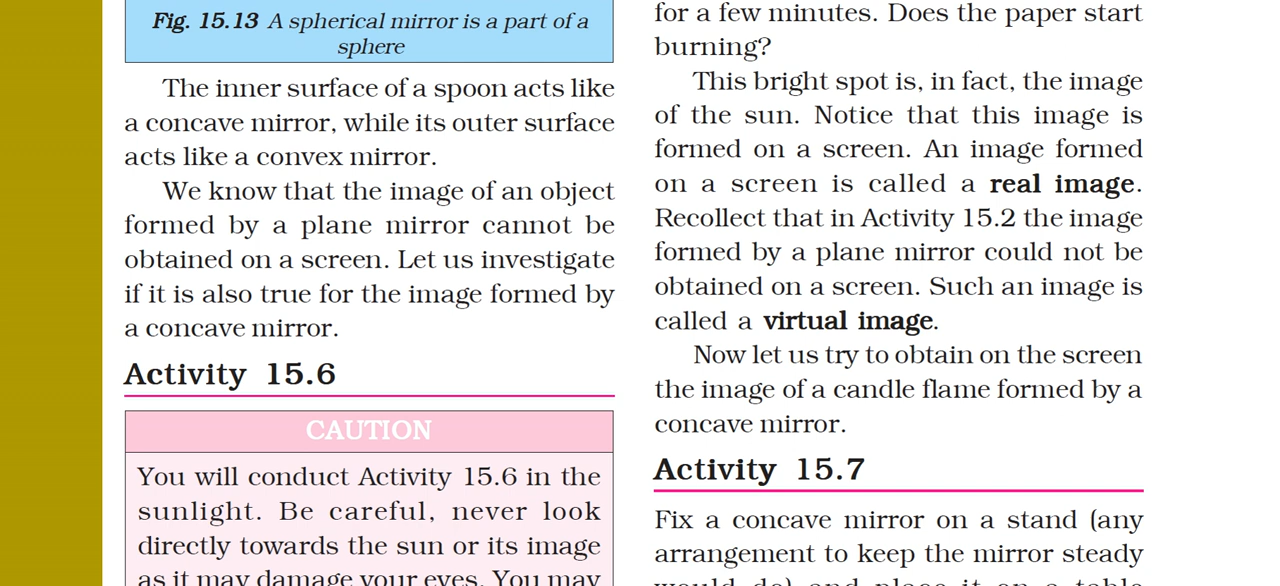 Fig. 15.13 A spherical mirror is a part of a
sphere
The inner surface of a spoon acts like
a concave mirror, while its outer surface
acts like a convex mirror.
We know that the image of an object
formed by a plane mirror cannot be
obtained on a screen. Let us investigate
if it is also true for the image formed by
a concave mirror.
Activity 15.6
CAUTION
You will conduct Activity 15.6 in the
sunlight. Be careful, never look
directly towards the sun or its image
as it may damage your eyes. You may
for a few minutes. Does the paper start
burning?
This bright spot is, in fact, the image
of the sun. Notice that this image is
formed on a screen. An image formed
on a screen is called a real image.
Recollect that in Activity 15.2 the image
formed by a plane mirror could not be
obtained on a screen. Such an image is
called a virtual image.
Now let us try to obtain on the screen
the image of a candle flame formed by a
concave mirror.
Activity 15.7
Fix a concave mirror on a stand (any
arrangement to keep the mirror steady
would do) and place it on a table